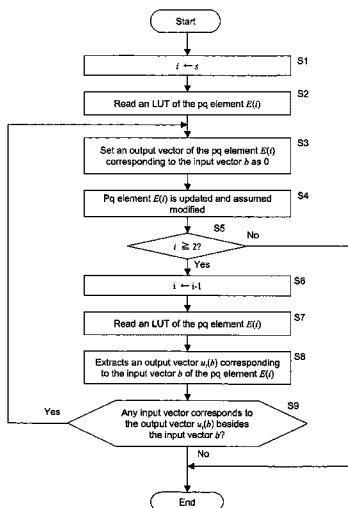 Start
S1
i ← s
S2
Read an LUT of the pq element E(i)
S3
Set an output vector of the pq element E(i)
corresponding to the input vector b as 0
S4
Pq element E(i) is updated and assumed
modified
S5
i ≧ 2?
No
Yes
S6
i ← i-1
S7
Read an LUT of the pq element E(i)
S8
Extracts an output vector uᵢ(b) corresponding
to the input vector b of the pq element E(i)
S9
Yes
Any input vector corresponds to
the output vector uᵢ(b) besides
the input vector b?
No
End